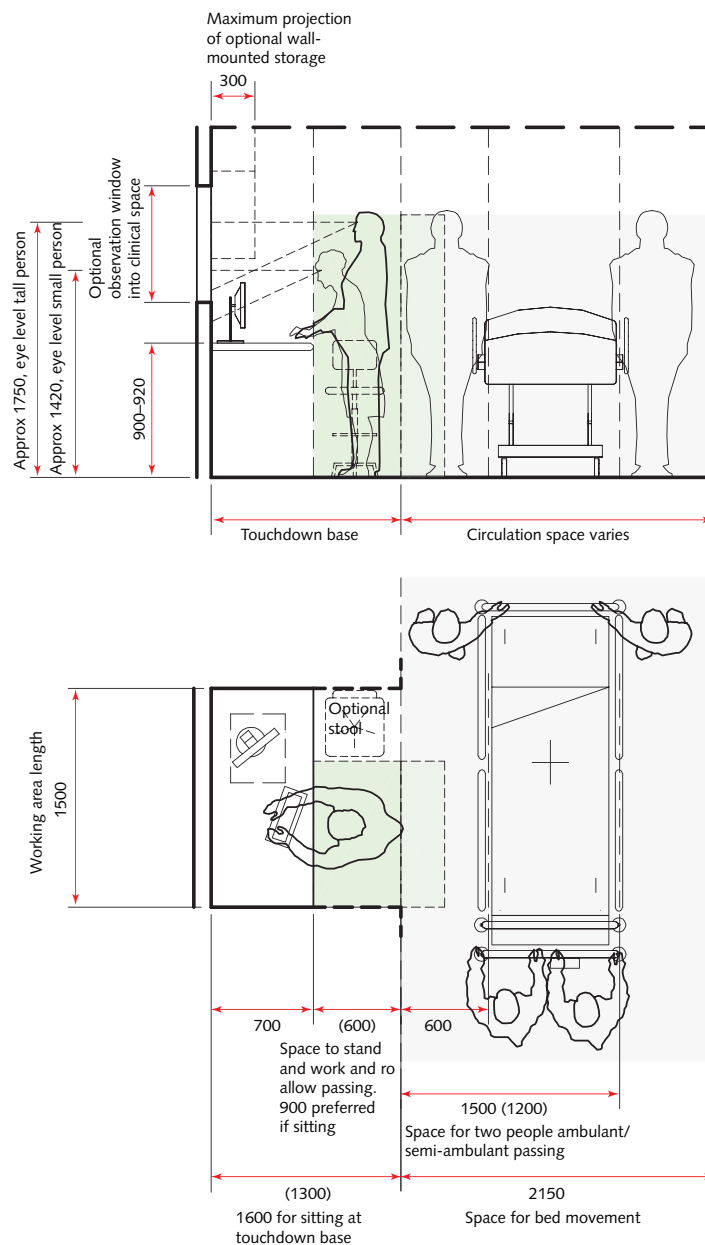 Maximum projection
of optional wall-
mounted storage
300
Approx 1750, eye level tall person
Approx 1420, eye level small person
Optional
observation window
into clinical space
900–920
Touchdown base
Circulation space varies
Working area length
1500
Optional
stool
700
(600)
600
Space to stand
and work and ro
allow passing.
900 preferred
if sitting
1500 (1200)
Space for two people ambulant/
semi-ambulant passing
(1300)
1600 for sitting at
touchdown base
2150
Space for bed movement